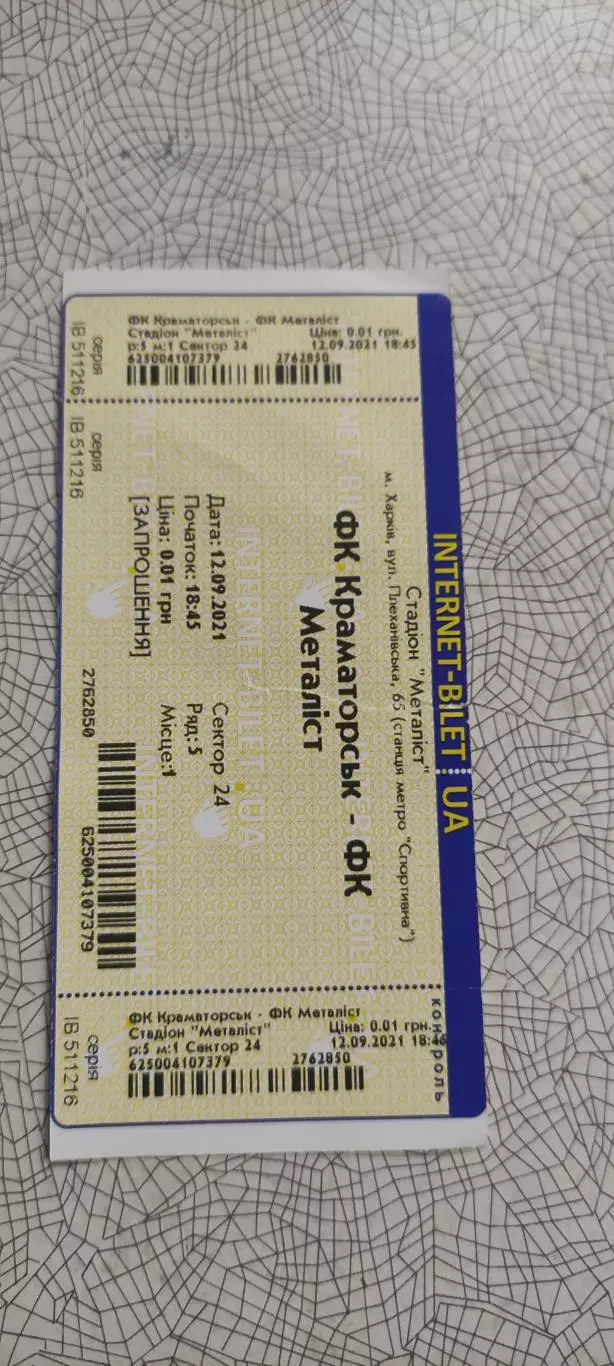 ФК Краматорськ - ФК Металіст
Стадіон "Металіст" Ціна: 0.01 грн.
р:5 м:1 Сектор 24 12.09.2021 18:45
625004107379 2762850
серія
ІВ 511216
INTERNET-BILET.UA
Стадіон "Металіст"
м. Харків, вул. Плеханівська, 65 (станція метро "Спортивна")
ФК Краматорськ - ФК
Металіст
Дата: 12.09.2021 Сектор 24
Початок: 18:45 Ряд: 5
Ціна: 0.01 грн Місце:1
[ЗАПРОШЕННЯ]
2762850
625004107379
серія
ІВ 511216
контроль
ФК Краматорськ - ФК Металіст
Стадіон "Металіст" Ціна: 0.01 грн.
р:5 м:1 Сектор 24 12.09.2021 18:45
625004107379 2762850
серія
ІВ 511216